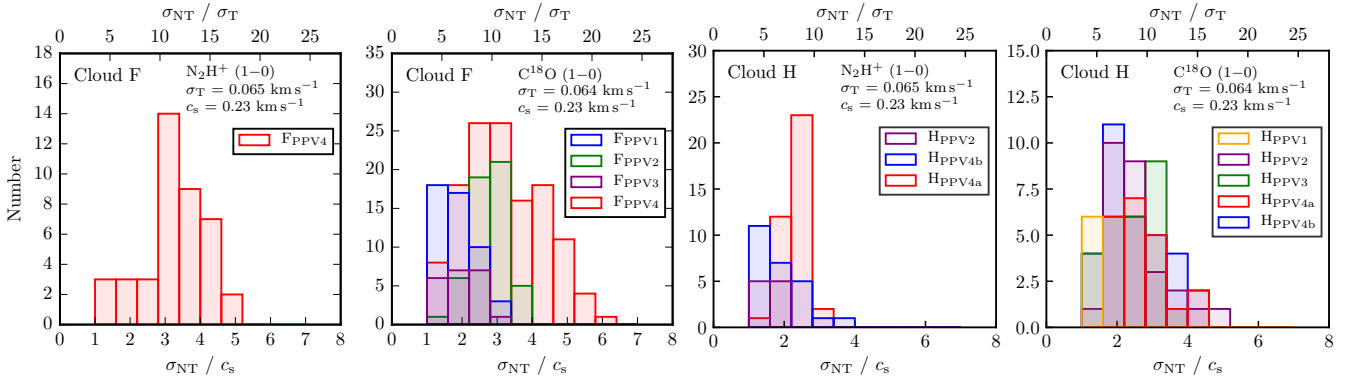 σNT / σT
0 5 10 15 20 25
18
16
14
12
10
8
6
4
2
0
Number
Cloud F
N₂H⁺ (1−0)
σT = 0.065 km s⁻¹
cs = 0.23 km s⁻¹
FPPV4
0 1 2 3 4 5 6 7 8
σNT / cs
σNT / σT
0 5 10 15 20 25
35
30
25
20
15
10
5
0
Cloud F
C¹⁸O (1−0)
σT = 0.064 km s⁻¹
cs = 0.23 km s⁻¹
FPPV1
FPPV2
FPPV3
FPPV4
0 1 2 3 4 5 6 7 8
σNT / cs
σNT / σT
0 5 10 15 20 25
30
25
20
15
10
5
0
Cloud H
N₂H⁺ (1−0)
σT = 0.065 km s⁻¹
cs = 0.23 km s⁻¹
HPPV2
HPPV4b
HPPV4a
0 2 4 6 8
σNT / cs
σNT / σT
0 5 10 15 20 25
15.0
12.5
10.0
7.5
5.0
2.5
0.0
Cloud H
C¹⁸O (1−0)
σT = 0.064 km s⁻¹
cs = 0.23 km s⁻¹
HPPV1
HPPV2
HPPV3
HPPV4a
HPPV4b
0 2 4 6 8
σNT / cs